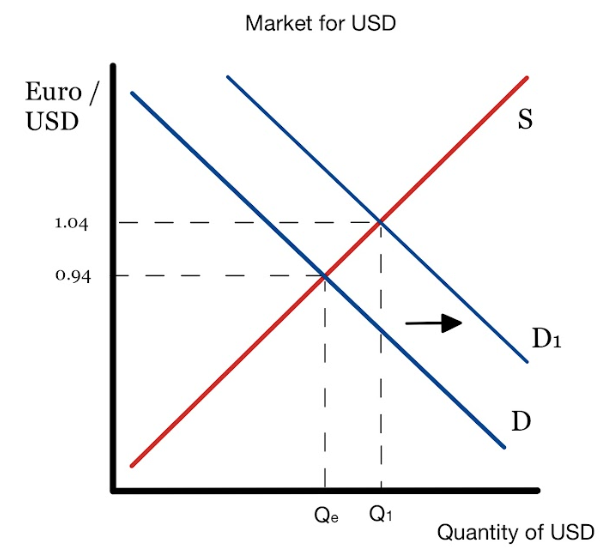 Market for USD
Euro /
USD
S
1.04
0.94
D1
D
Qe
Q1
Quantity of USD